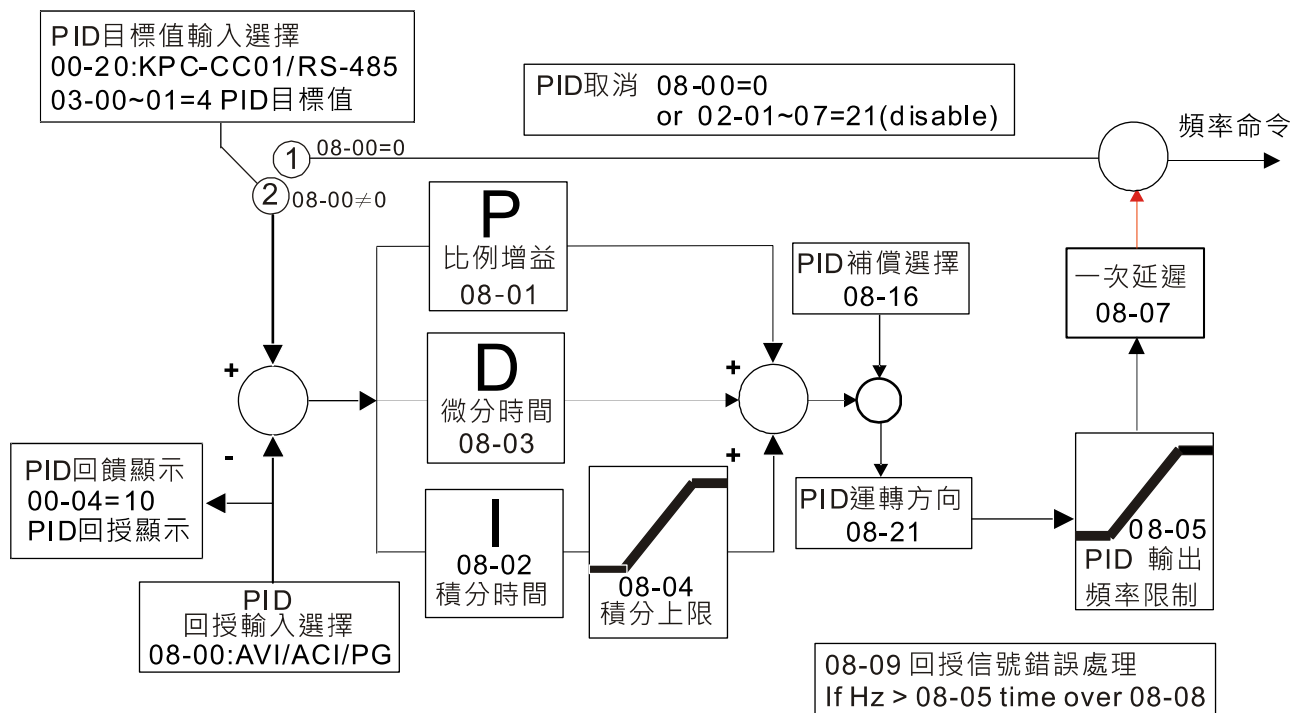 PID目標值輸入選擇
00-20:KPC-CC01/RS-485
03-00~01=4 PID目標值
PID取消 08-00=0
or 02-01~07=21(disable)
頻率命令
1
08-00=0
2
08-00≠0
P
比例增益
08-01
PID補償選擇
08-16
一次延遲
08-07
+
D
微分時間
08-03
+
-
+
PID回饋顯示
00-04=10
PID回授顯示
I
08-02
積分時間
08-04
積分上限
PID運轉方向
08-21
08-05
PID 輸出
頻率限制
PID
回授輸入選擇
08-00:AVI/ACI/PG
08-09 回授信號錯誤處理
If Hz > 08-05 time over 08-08